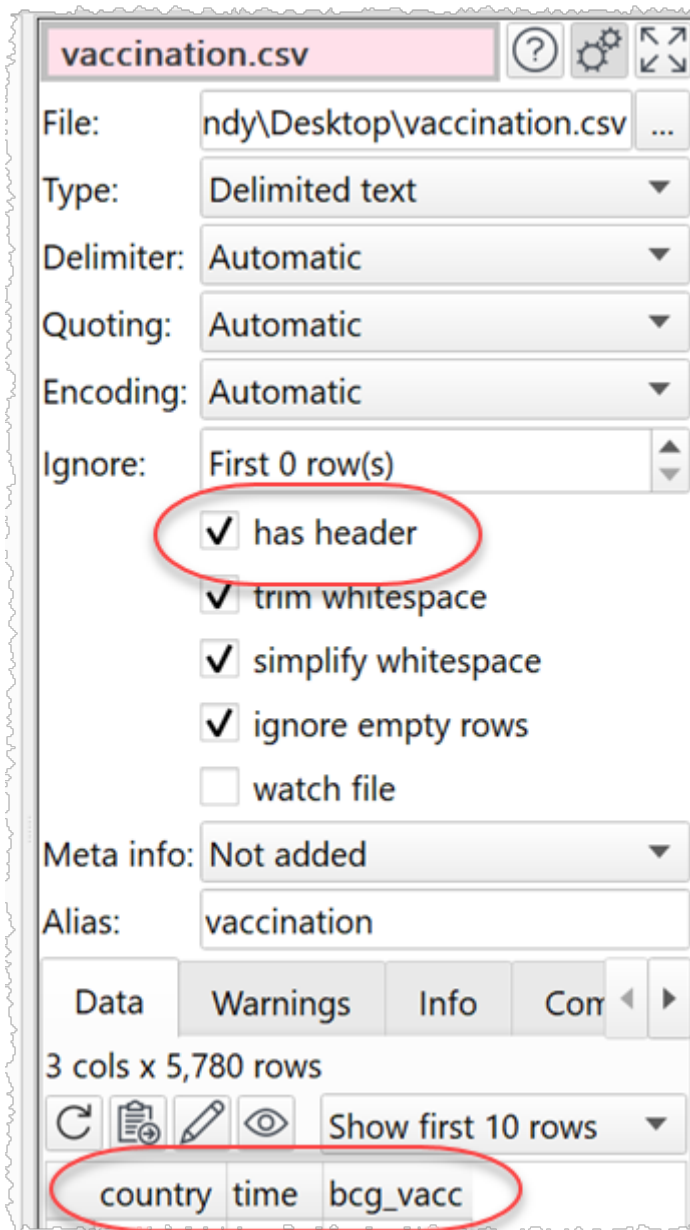 vaccination.csv
File: ndy\Desktop\vaccination.csv ...
Type: Delimited text
Delimiter: Automatic
Quoting: Automatic
Encoding: Automatic
Ignore: First 0 row(s)
has header
trim whitespace
simplify whitespace
ignore empty rows
watch file
Meta info: Not added
Alias: vaccination
Data Warnings Info Com
3 cols x 5,780 rows
Show first 10 rows
country time bcg_vacc